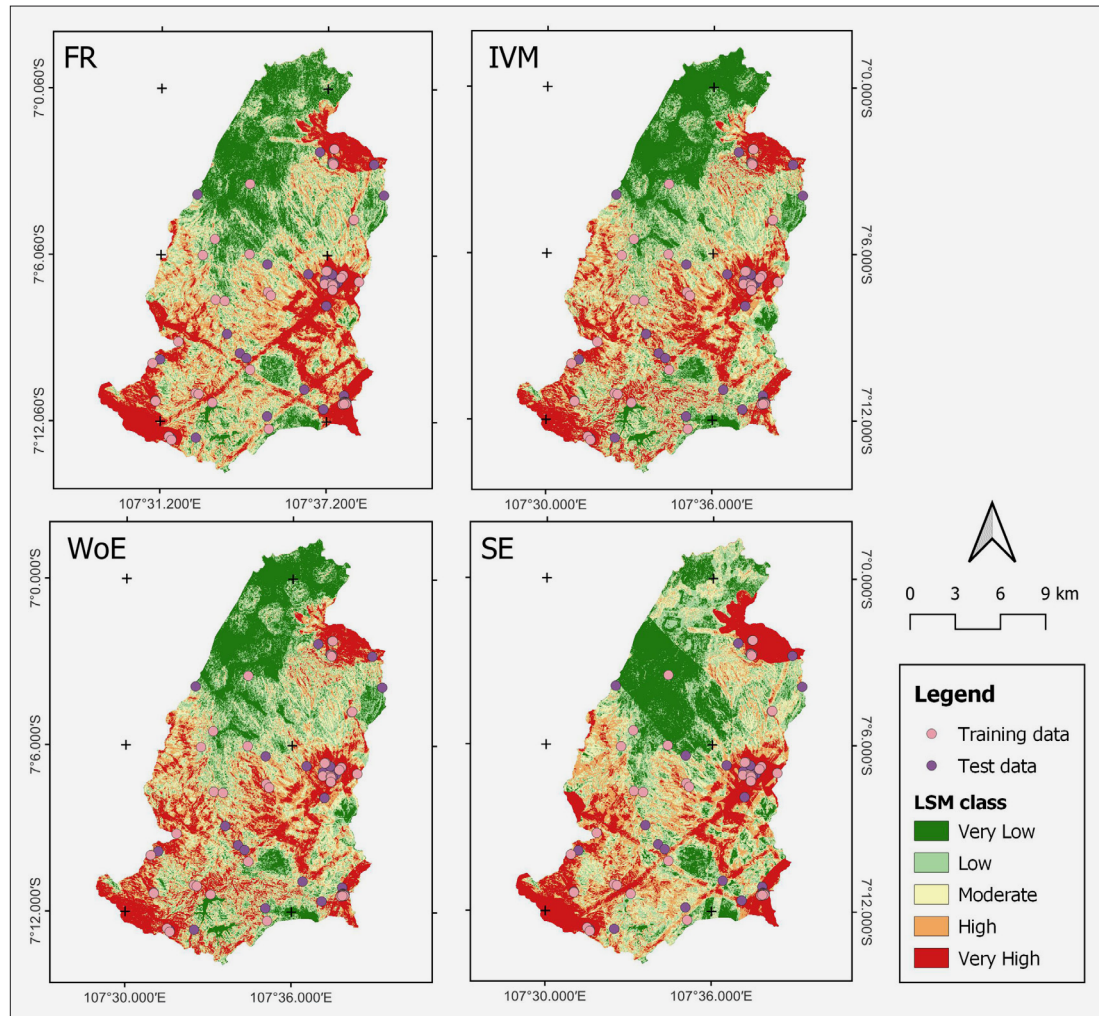 FR
IVM
7°0.060'S
7°6.060'S
7°12.060'S
7°0.000'S
7°6.000'S
7°12.000'S
107°31.200'E
107°37.200'E
107°30.000'E
107°36.000'E
WoE
SE
7°0.000'S
7°6.000'S
7°12.000'S
7°0.000'S
7°6.000'S
7°12.000'S
107°30.000'E
107°36.000'E
107°30.000'E
107°36.000'E
0 3 6 9 km
Legend
Training data
Test data
LSM class
Very Low
Low
Moderate
High
Very High